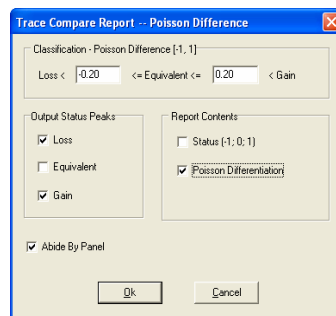 Trace Compare Report -- Poisson Difference
Classification - Poisson Difference [-1, 1]
Loss < -0.20 <= Equivalent <= 0.20 < Gain
Output Status Peaks
Loss
Equivalent
Gain
Report Contents
Status (-1; 0; 1)
Poisson Differentiation
Abide By Panel
Ok Cancel